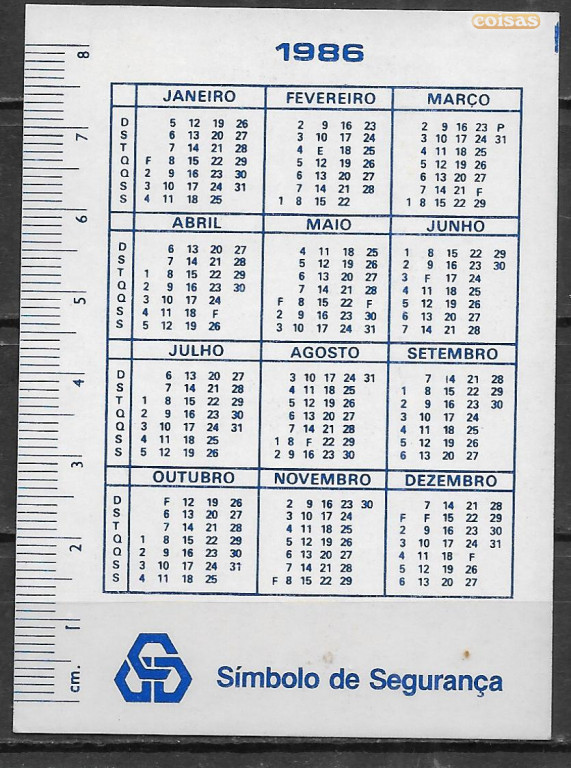 coisas
1986
JANEIRO FEVEREIRO MARÇO
D 5 12 19 26 2 9 16 23 2 9 16 23 P
S 6 13 20 27 3 10 17 24 3 10 17 24 31
T 7 14 21 28 4 E 18 25 4 11 18 25
Q F 8 15 22 29 5 12 19 26 5 12 19 26
Q 2 9 16 23 30 6 13 20 27 6 13 20 27
S 3 10 17 24 31 7 14 21 28 7 14 21 F
S 4 11 18 25 1 8 15 22 1 8 15 22 29
ABRIL MAIO JUNHO
D 6 13 20 27 4 11 18 25 1 8 15 22 29
S 7 14 21 28 5 12 19 26 2 9 16 23 30
T 1 8 15 22 29 6 13 20 27 3 F 17 24
Q 2 9 16 23 30 7 14 21 28 4 11 18 25
Q 3 10 17 24 F 8 15 22 F 5 12 19 26
S 4 11 18 F 2 9 16 23 30 6 13 20 27
S 5 12 19 26 3 10 17 24 31 7 14 21 28
JULHO AGOSTO SETEMBRO
D 6 13 20 27 3 10 17 24 31 7 14 21 28
S 7 14 21 28 4 11 18 25 1 8 15 22 29
T 1 8 15 22 29 5 12 19 26 2 9 16 23 30
Q 2 9 16 23 30 6 13 20 27 3 10 17 24
Q 3 10 17 24 31 7 14 21 28 4 11 18 25
S 4 11 18 25 1 8 F 22 29 5 12 19 26
S 5 12 19 26 2 9 16 23 30 6 13 20 27
OUTUBRO NOVEMBRO DEZEMBRO
D F 12 19 26 2 9 16 23 30 7 14 21 28
S 6 13 20 27 3 10 17 24 F F 15 22 29
T 7 14 21 28 4 11 18 25 2 9 16 23 30
Q 1 8 15 22 29 5 12 19 26 3 10 17 24 31
Q 2 9 16 23 30 6 13 20 27 4 11 18 F
S 3 10 17 24 31 7 14 21 28 5 12 19 26
S 4 11 18 25 F 8 15 22 29 6 13 20 27
8
7
6
5
4
3
2
1
cm.
Símbolo de Segurança